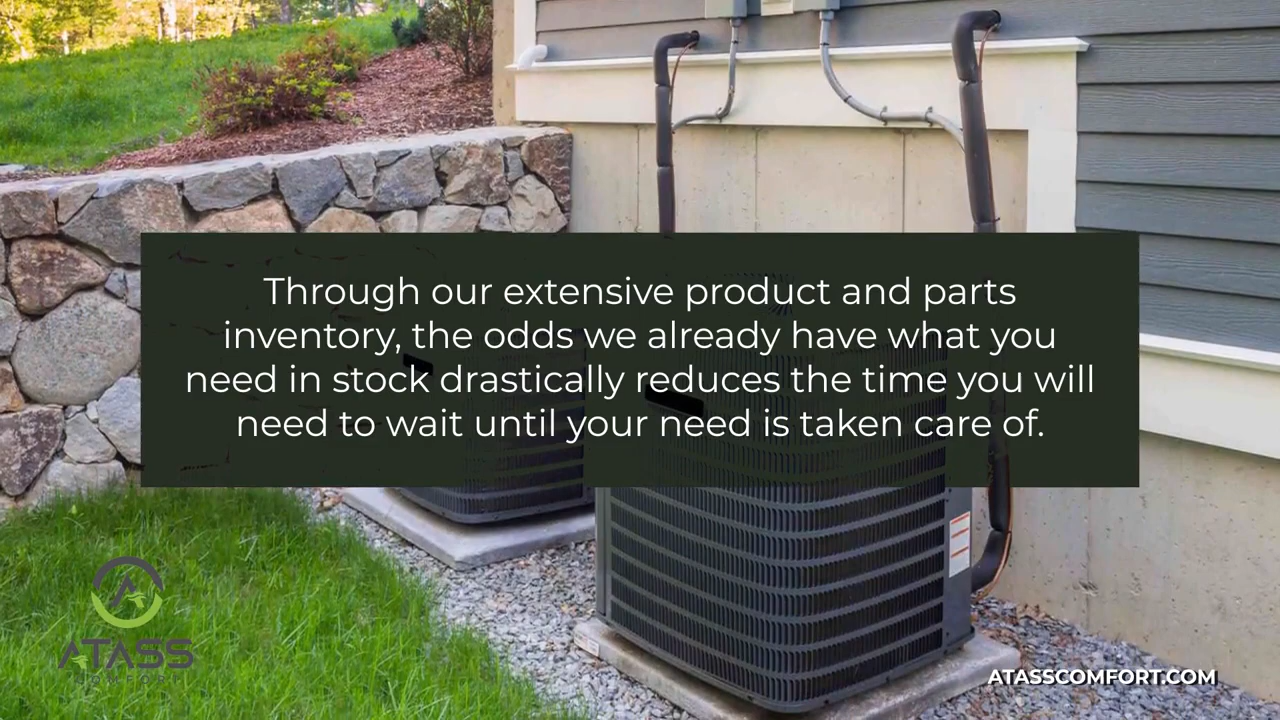 Through our extensive product and parts
inventory, the odds we already have what you
need in stock drastically reduces the time you will
need to wait until your need is taken care of.
ATASS
COMFORT
ATASSCOMFORT.COM